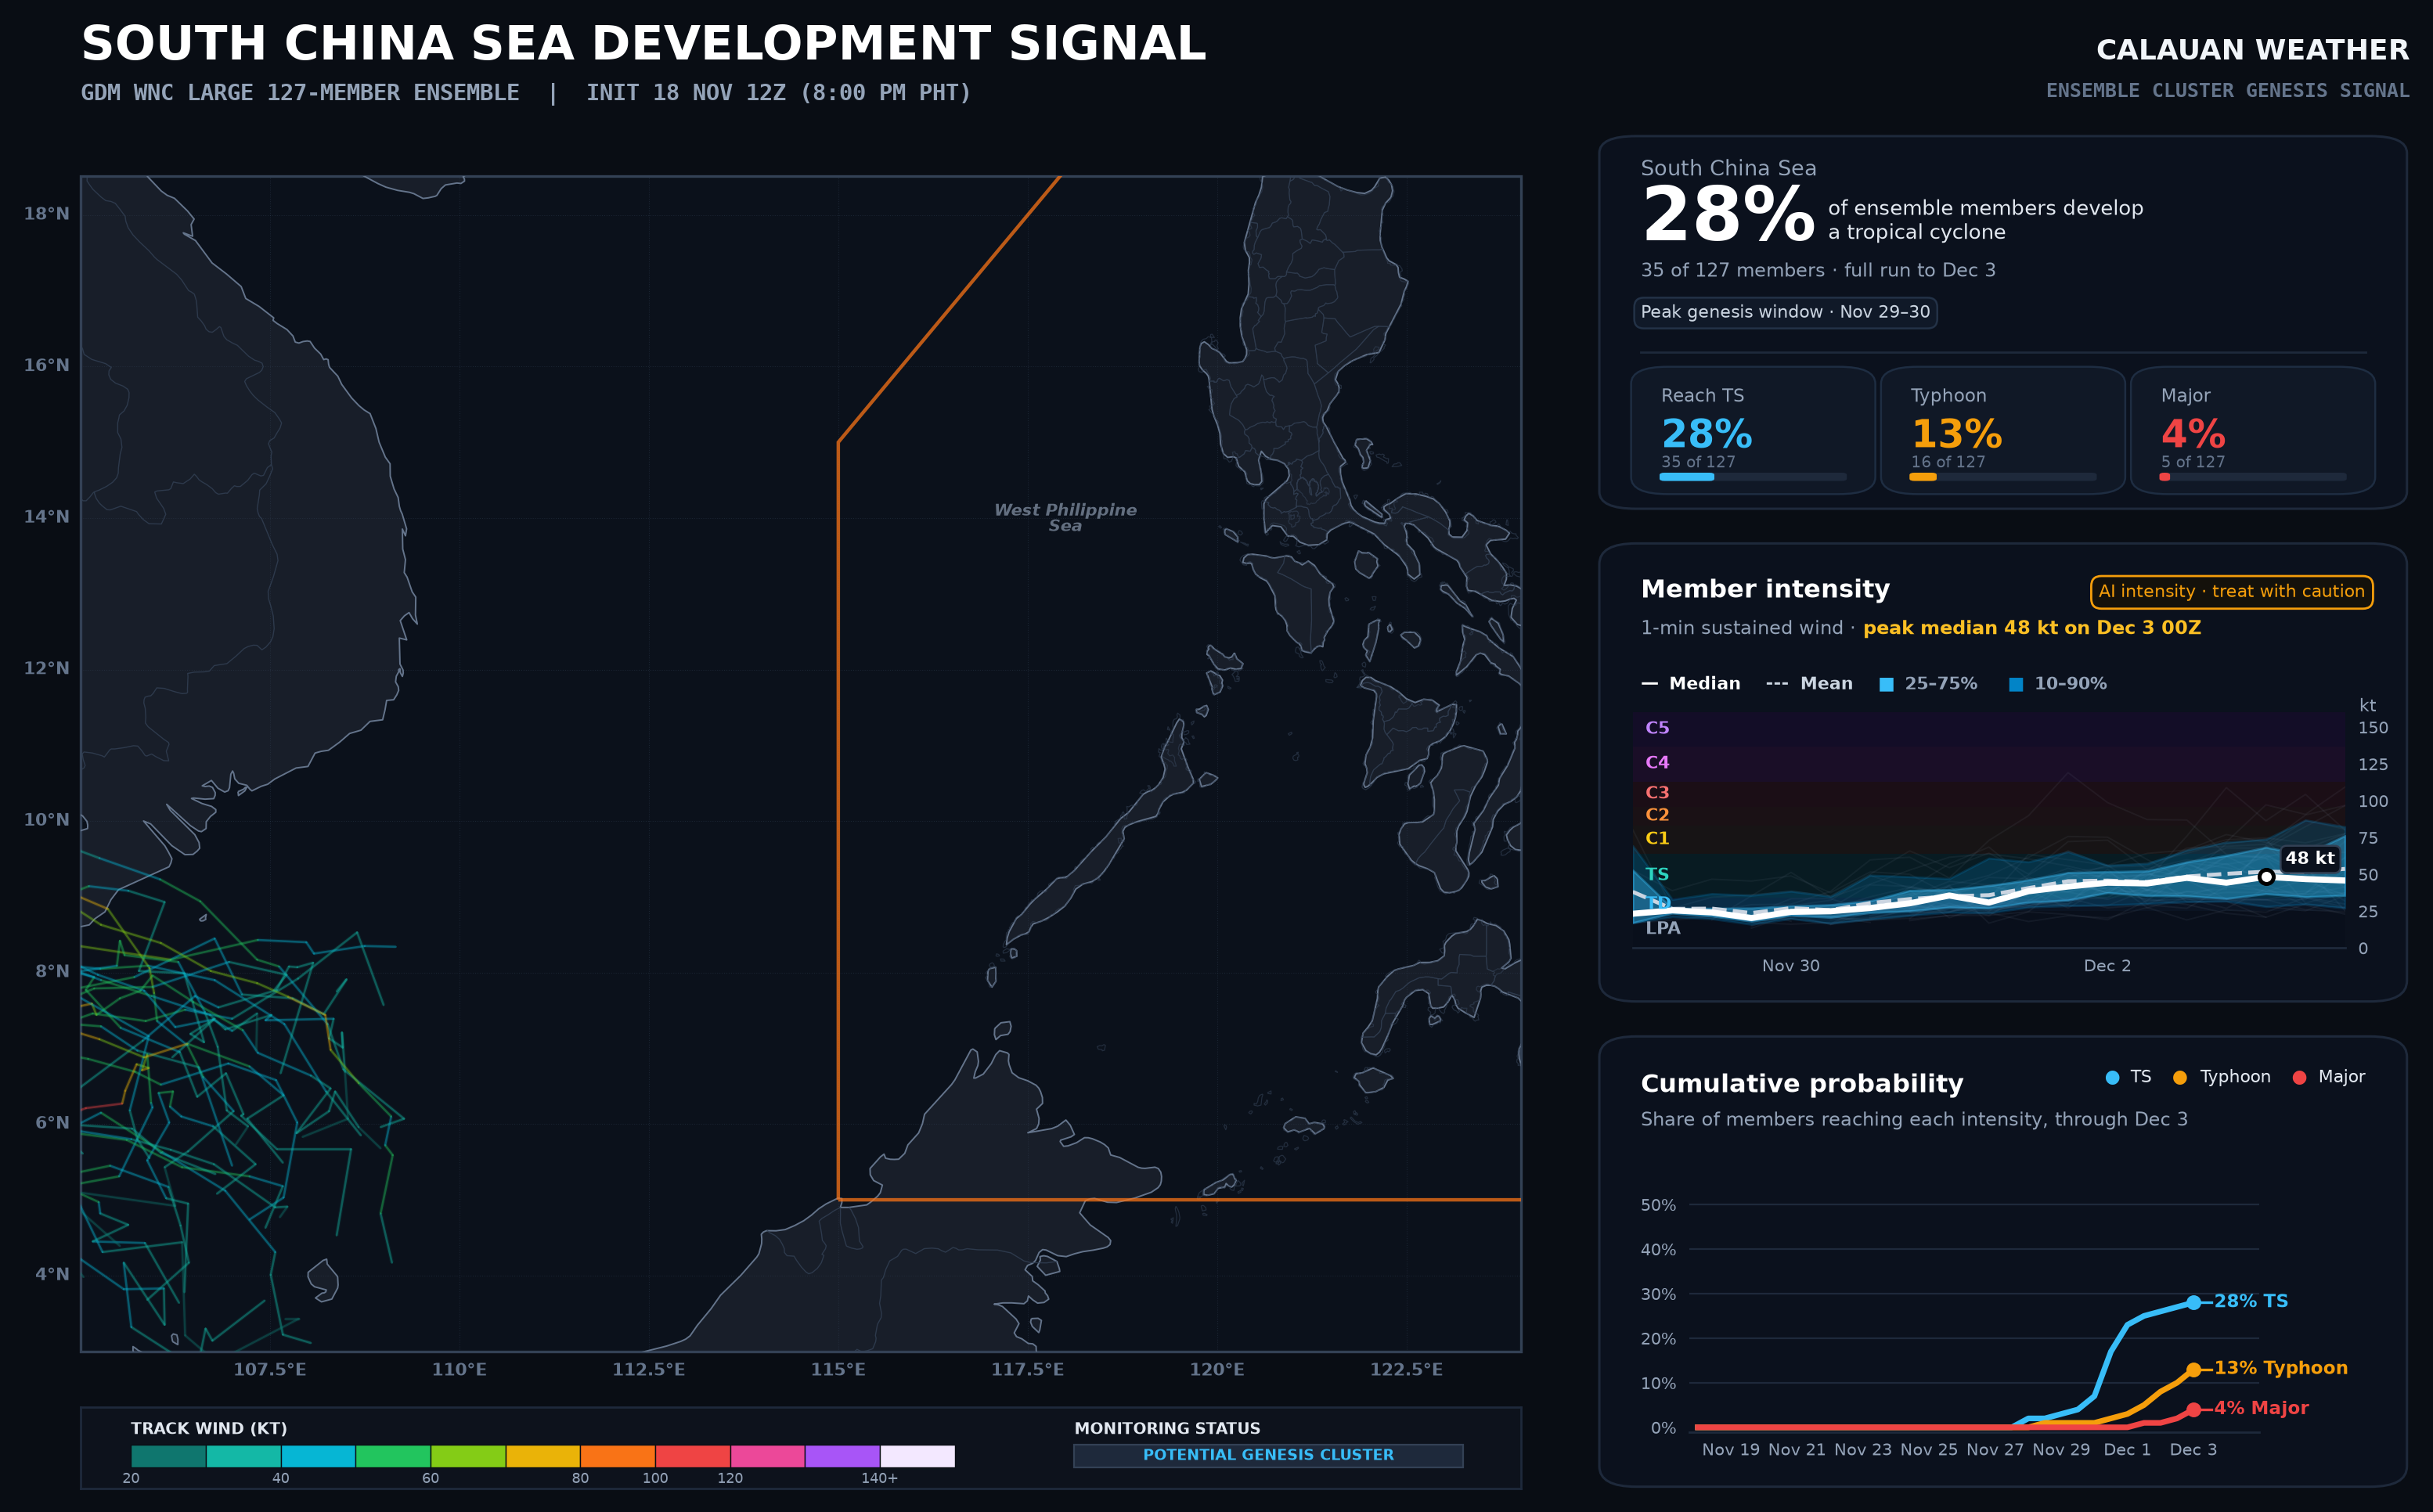 SOUTH CHINA SEA DEVELOPMENT SIGNAL
GDM WNC LARGE 127-MEMBER ENSEMBLE | INIT 18 NOV 12Z (8:00 PM PHT)
CALAUAN WEATHER
ENSEMBLE CLUSTER GENESIS SIGNAL
18°N
16°N
14°N
12°N
10°N
8°N
6°N
4°N
West Philippine
Sea
107.5°E
110°E
112.5°E
115°E
117.5°E
120°E
122.5°E
TRACK WIND (KT)
20
40
60
80
100
120
140+
MONITORING STATUS
POTENTIAL GENESIS CLUSTER
South China Sea
28%
of ensemble members develop
a tropical cyclone
35 of 127 members · full run to Dec 3
Peak genesis window · Nov 29–30
Reach TS
28%
35 of 127
Typhoon
13%
16 of 127
Major
4%
5 of 127
Member intensity
AI intensity · treat with caution
1-min sustained wind · peak median 48 kt on Dec 3 00Z
Median
Mean
25–75%
10–90%
kt
C5
C4
C3
C2
C1
TS
TD
LPA
150
125
100
75
50
25
0
48 kt
Nov 30
Dec 2
Cumulative probability
TS
Typhoon
Major
Share of members reaching each intensity, through Dec 3
50%
40%
30%
20%
10%
0%
28% TS
13% Typhoon
4% Major
Nov 19
Nov 21
Nov 23
Nov 25
Nov 27
Nov 29
Dec 1
Dec 3